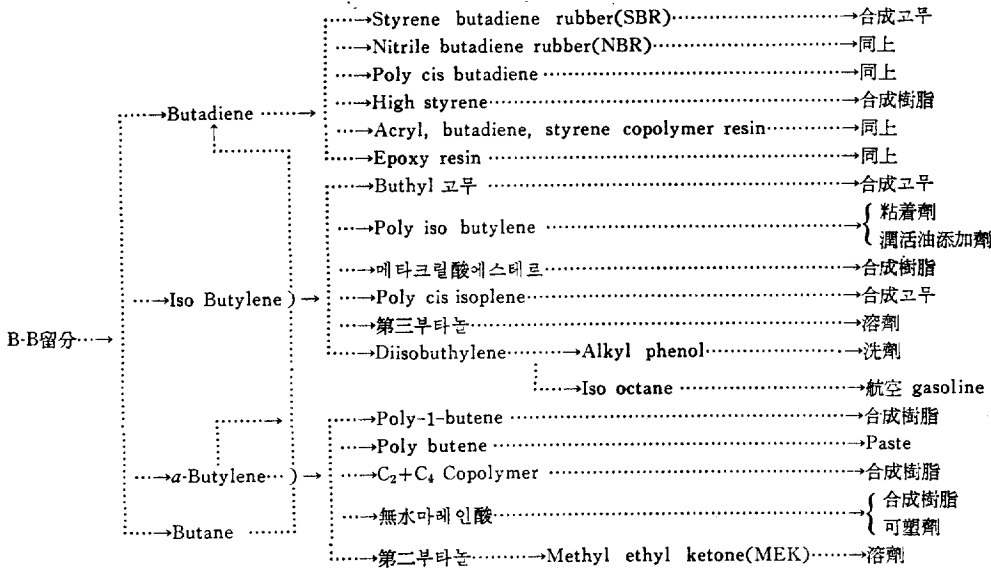 Styrene butadiene rubber(SBR) 合成고무
Nitrile butadiene rubber(NBR) 同上
Poly cis butadiene 同上
High styrene 合成樹脂
Butadiene
Acryl, butadiene, styrene copolymer resin 同上
Epoxy resin 同上
Buthyl 고무 合成고무
Poly iso butylene 粘着劑
潤活油添加劑
메타크릴酸에스테르 合成樹脂
Iso Butylene Poly cis isoplene 合成고무
第三부타놀 溶劑
B-B留分
Diisobuthylene Alkyl phenol 洗劑
Iso octane 航空 gasoline
Poly-1-butene 合成樹脂
Poly butene Paste
a-Butylene C₂+C₄ Copolymer 合成樹脂
無水마레인酸 合成樹脂
可塑劑
Butane
第二부타놀 Methyl ethyl ketone(MEK) 溶劑